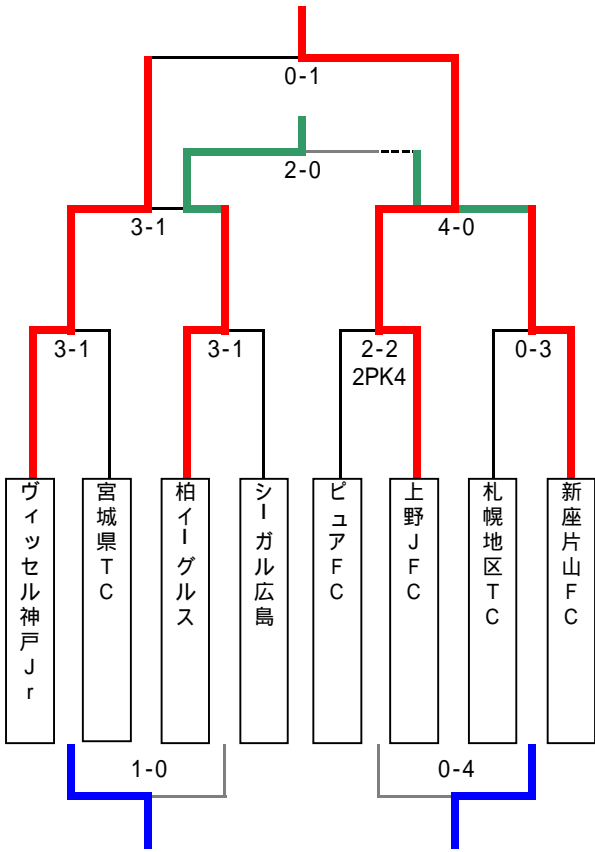 0-1
2-0
3-1
4-0
3-1
3-1
2-2
2PK4
0-3
ヴィッセル神戸Jr
宮城県TC
柏イーグルス
シーガル広島
ピュアFC
上野JFC
札幌地区TC
新座片山FC
1-0
0-4